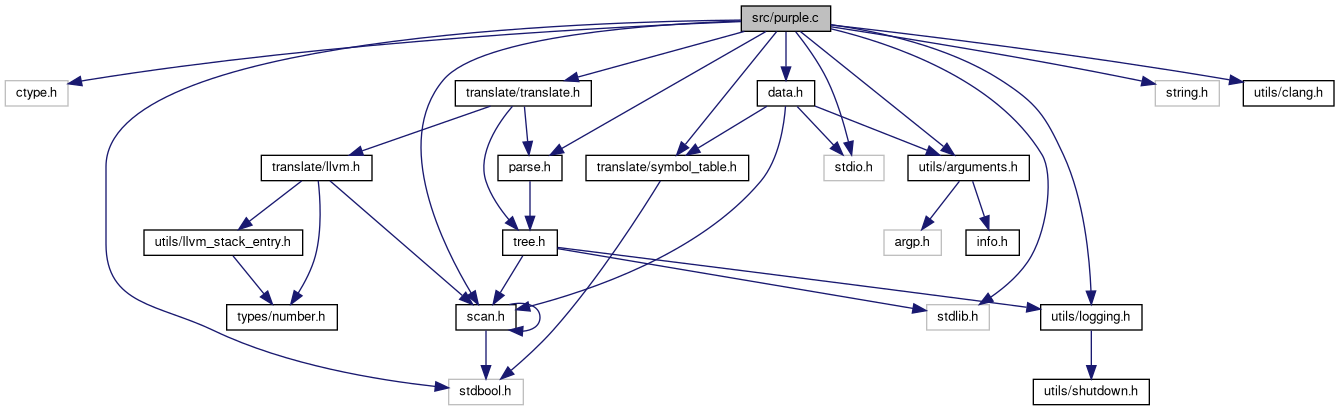 src/purple.c
ctype.h
translate/translate.h
data.h
string.h
utils/clang.h
translate/llvm.h
parse.h
translate/symbol_table.h
stdio.h
utils/arguments.h
utils/llvm_stack_entry.h
tree.h
argp.h
info.h
types/number.h
scan.h
stdlib.h
utils/logging.h
stdbool.h
utils/shutdown.h